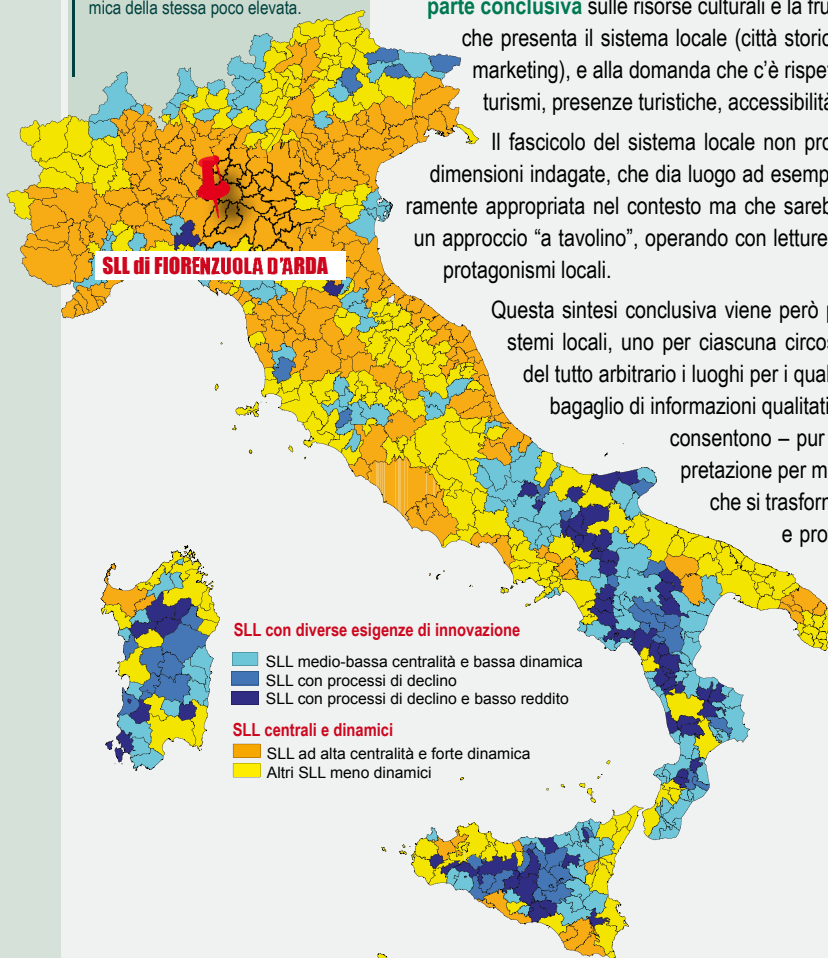 mica della stessa poco elevata.
parte conclusiva sulle risorse culturali e la fru
che presenta il sistema locale (città storic
marketing), e alla domanda che c'è rispet
turismi, presenze turistiche, accessibilità
Il fascicolo del sistema locale non pro
dimensioni indagate, che dia luogo ad esemp
ramente appropriata nel contesto ma che sareb
un approccio “a tavolino”, operando con letture
protagonismi locali.
Questa sintesi conclusiva viene però p
stemi locali, uno per ciascuna circos
del tutto arbitrario i luoghi per i qual
bagaglio di informazioni qualitati
consentono – pur
pretazione per m
che si trasforn
e pro
SLL di FIORENZUOLA D'ARDA
SLL con diverse esigenze di innovazione
SLL medio-bassa centralità e bassa dinamica
SLL con processi di declino
SLL con processi di declino e basso reddito
SLL centrali e dinamici
SLL ad alta centralità e forte dinamica
Altri SLL meno dinamici